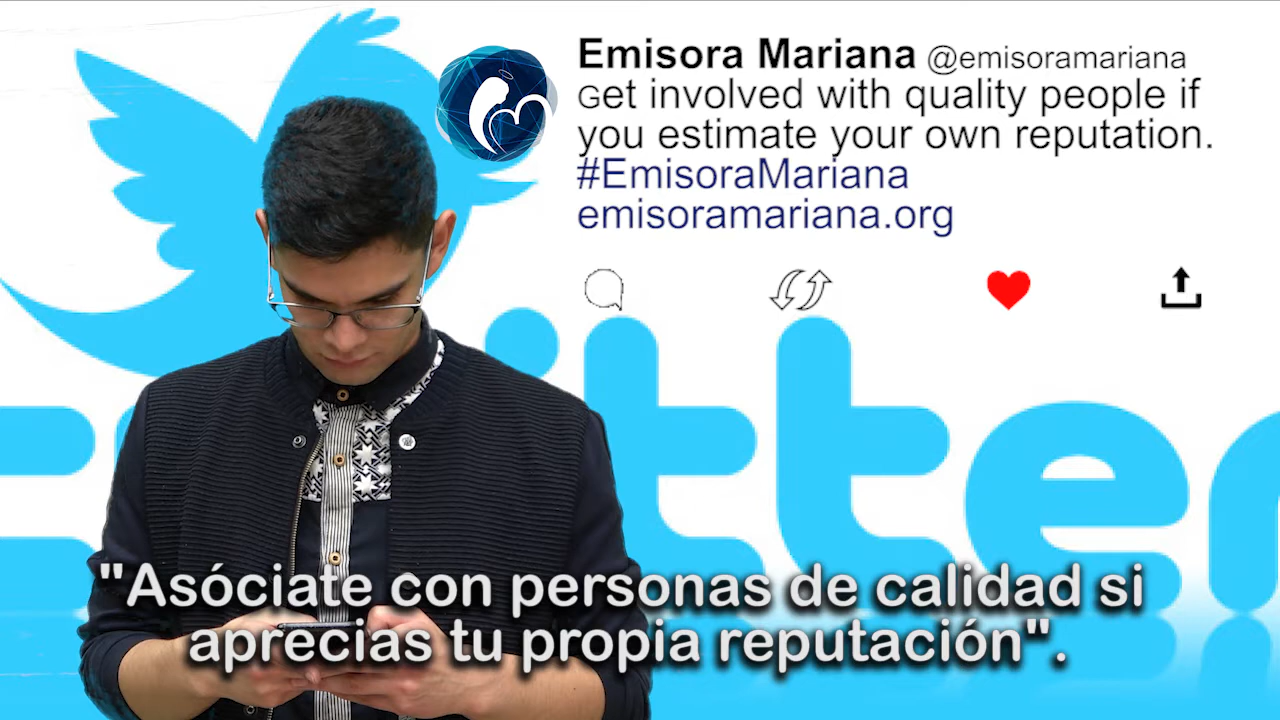 Emisora Mariana @emisoramariana
Get involved with quality people if
you estimate your own reputation.
#EmisoraMariana
emisoramariana.org
twitter
"Asóciate con personas de calidad si
aprecias tu propia reputación".